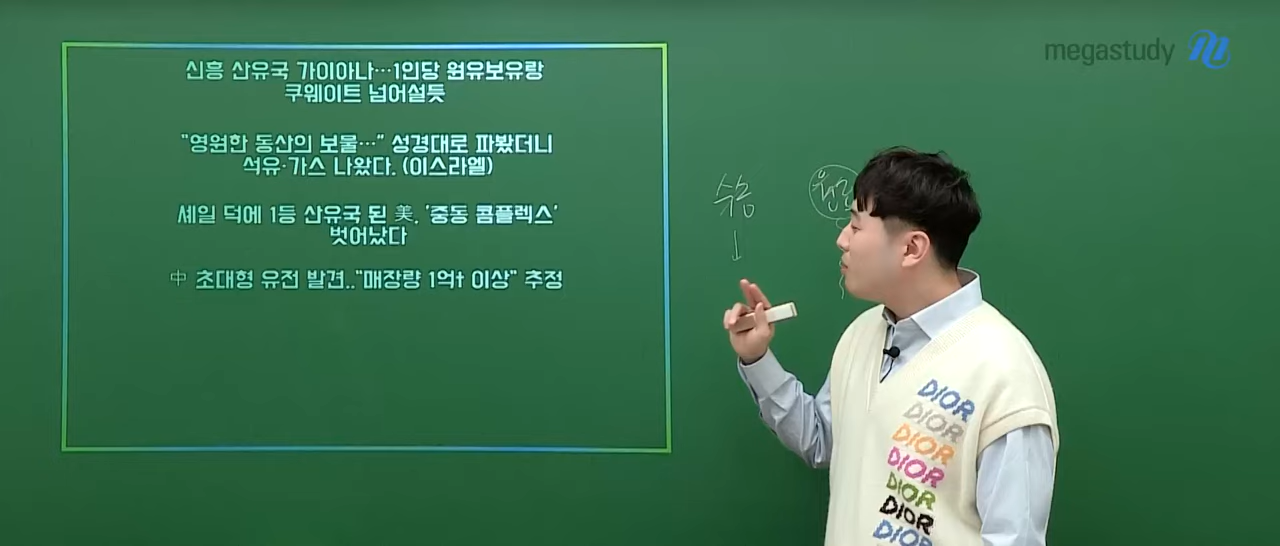 megastudy
신흥 산유국 가이아나…1인당 원유보유랑
쿠웨이트 넘어설듯
"영원한 동산의 보물…" 성경대로 파봤더니
석유·가스 나왔다. (이스라엘)
셰일 덕에 1등 산유국 된 美. '중동 콤플렉스'
벗어났다
中 초대형 유전 발견.."매장량 1억t 이상" 추정
수능
DIOR
DIOR
DIOR
DIOR
DIOR
DIOR
DIOR